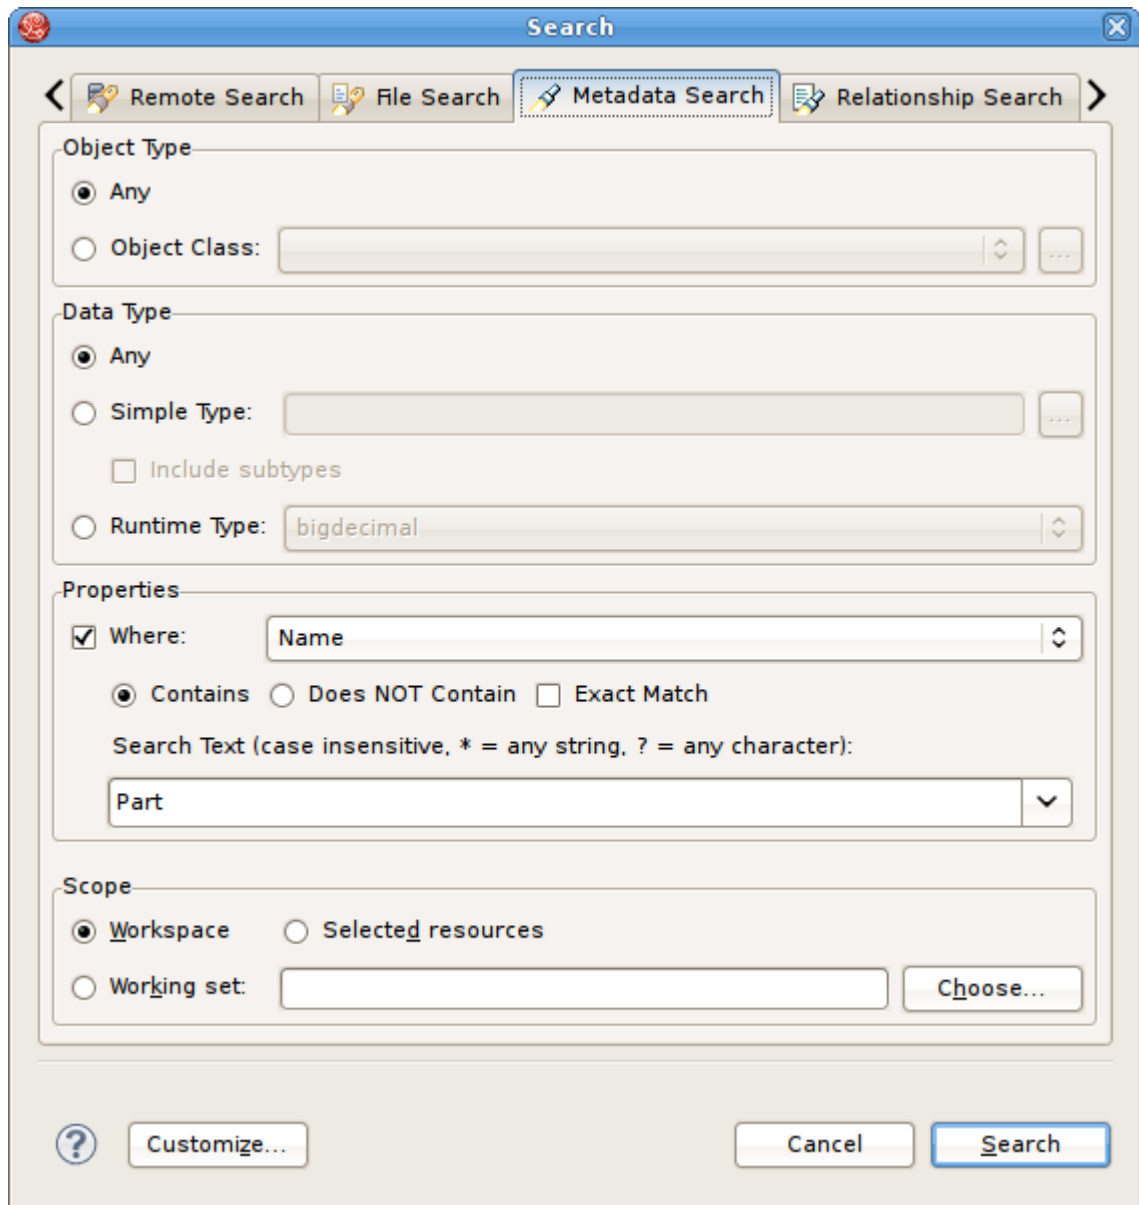 Search
Remote Search File Search Metadata Search Relationship Search
Object Type
Any
Object Class: ...
Data Type
Any
Simple Type: ...
Include subtypes
Runtime Type: bigdecimal
Properties
Where: Name
Contains Does NOT Contain Exact Match
Search Text (case insensitive, * = any string, ? = any character):
Part
Scope
Workspace Selected resources
Working set: Choose...
? Customize... Cancel Search